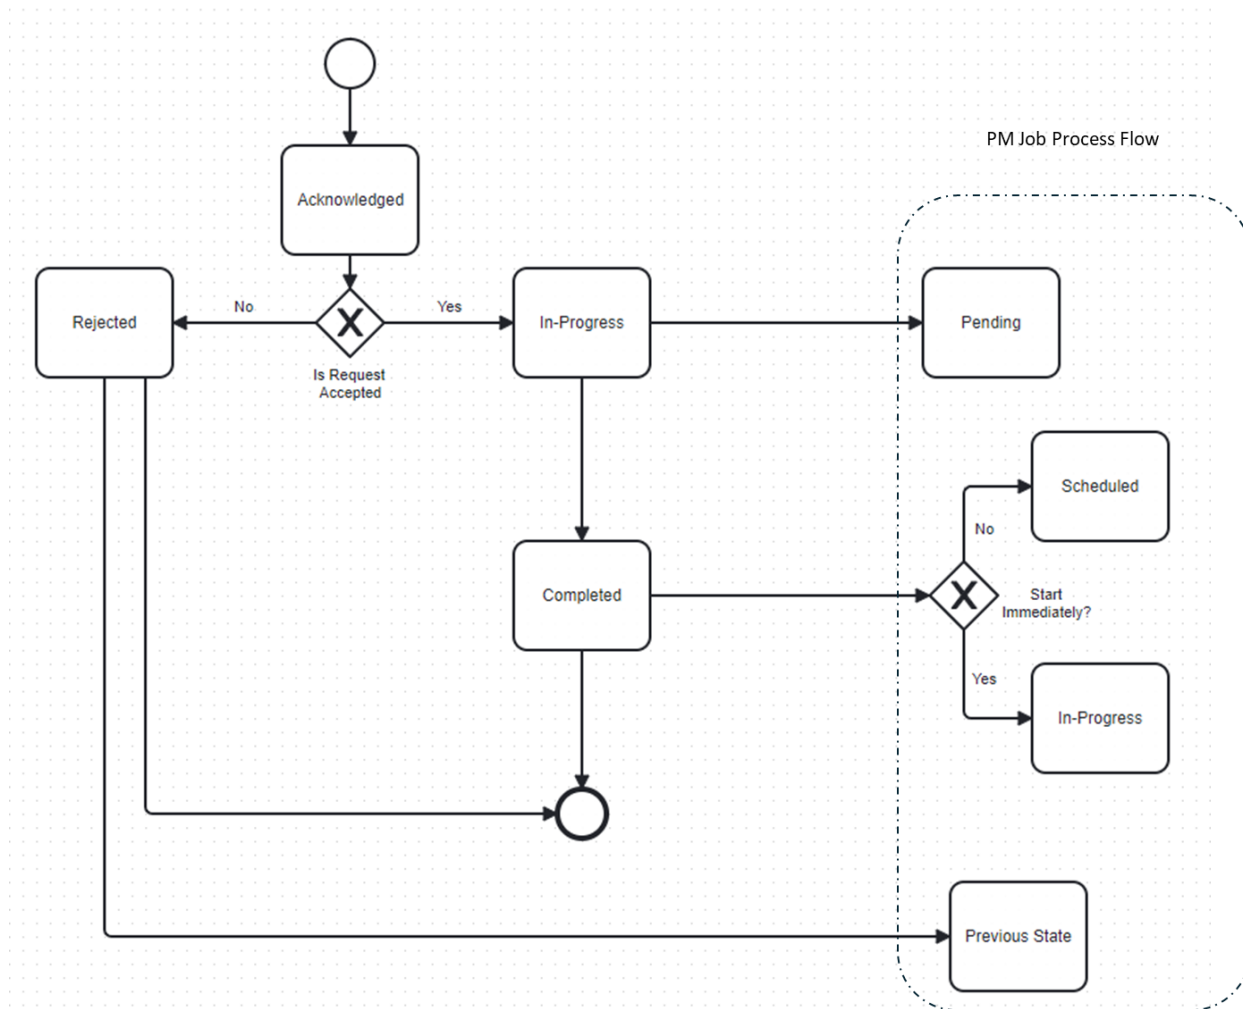 PM Job Process Flow
Acknowledged
Rejected
No
Yes
In-Progress
Pending
Is Request
Accepted
Scheduled
No
Completed
Start
Immediately?
Yes
In-Progress
Previous State